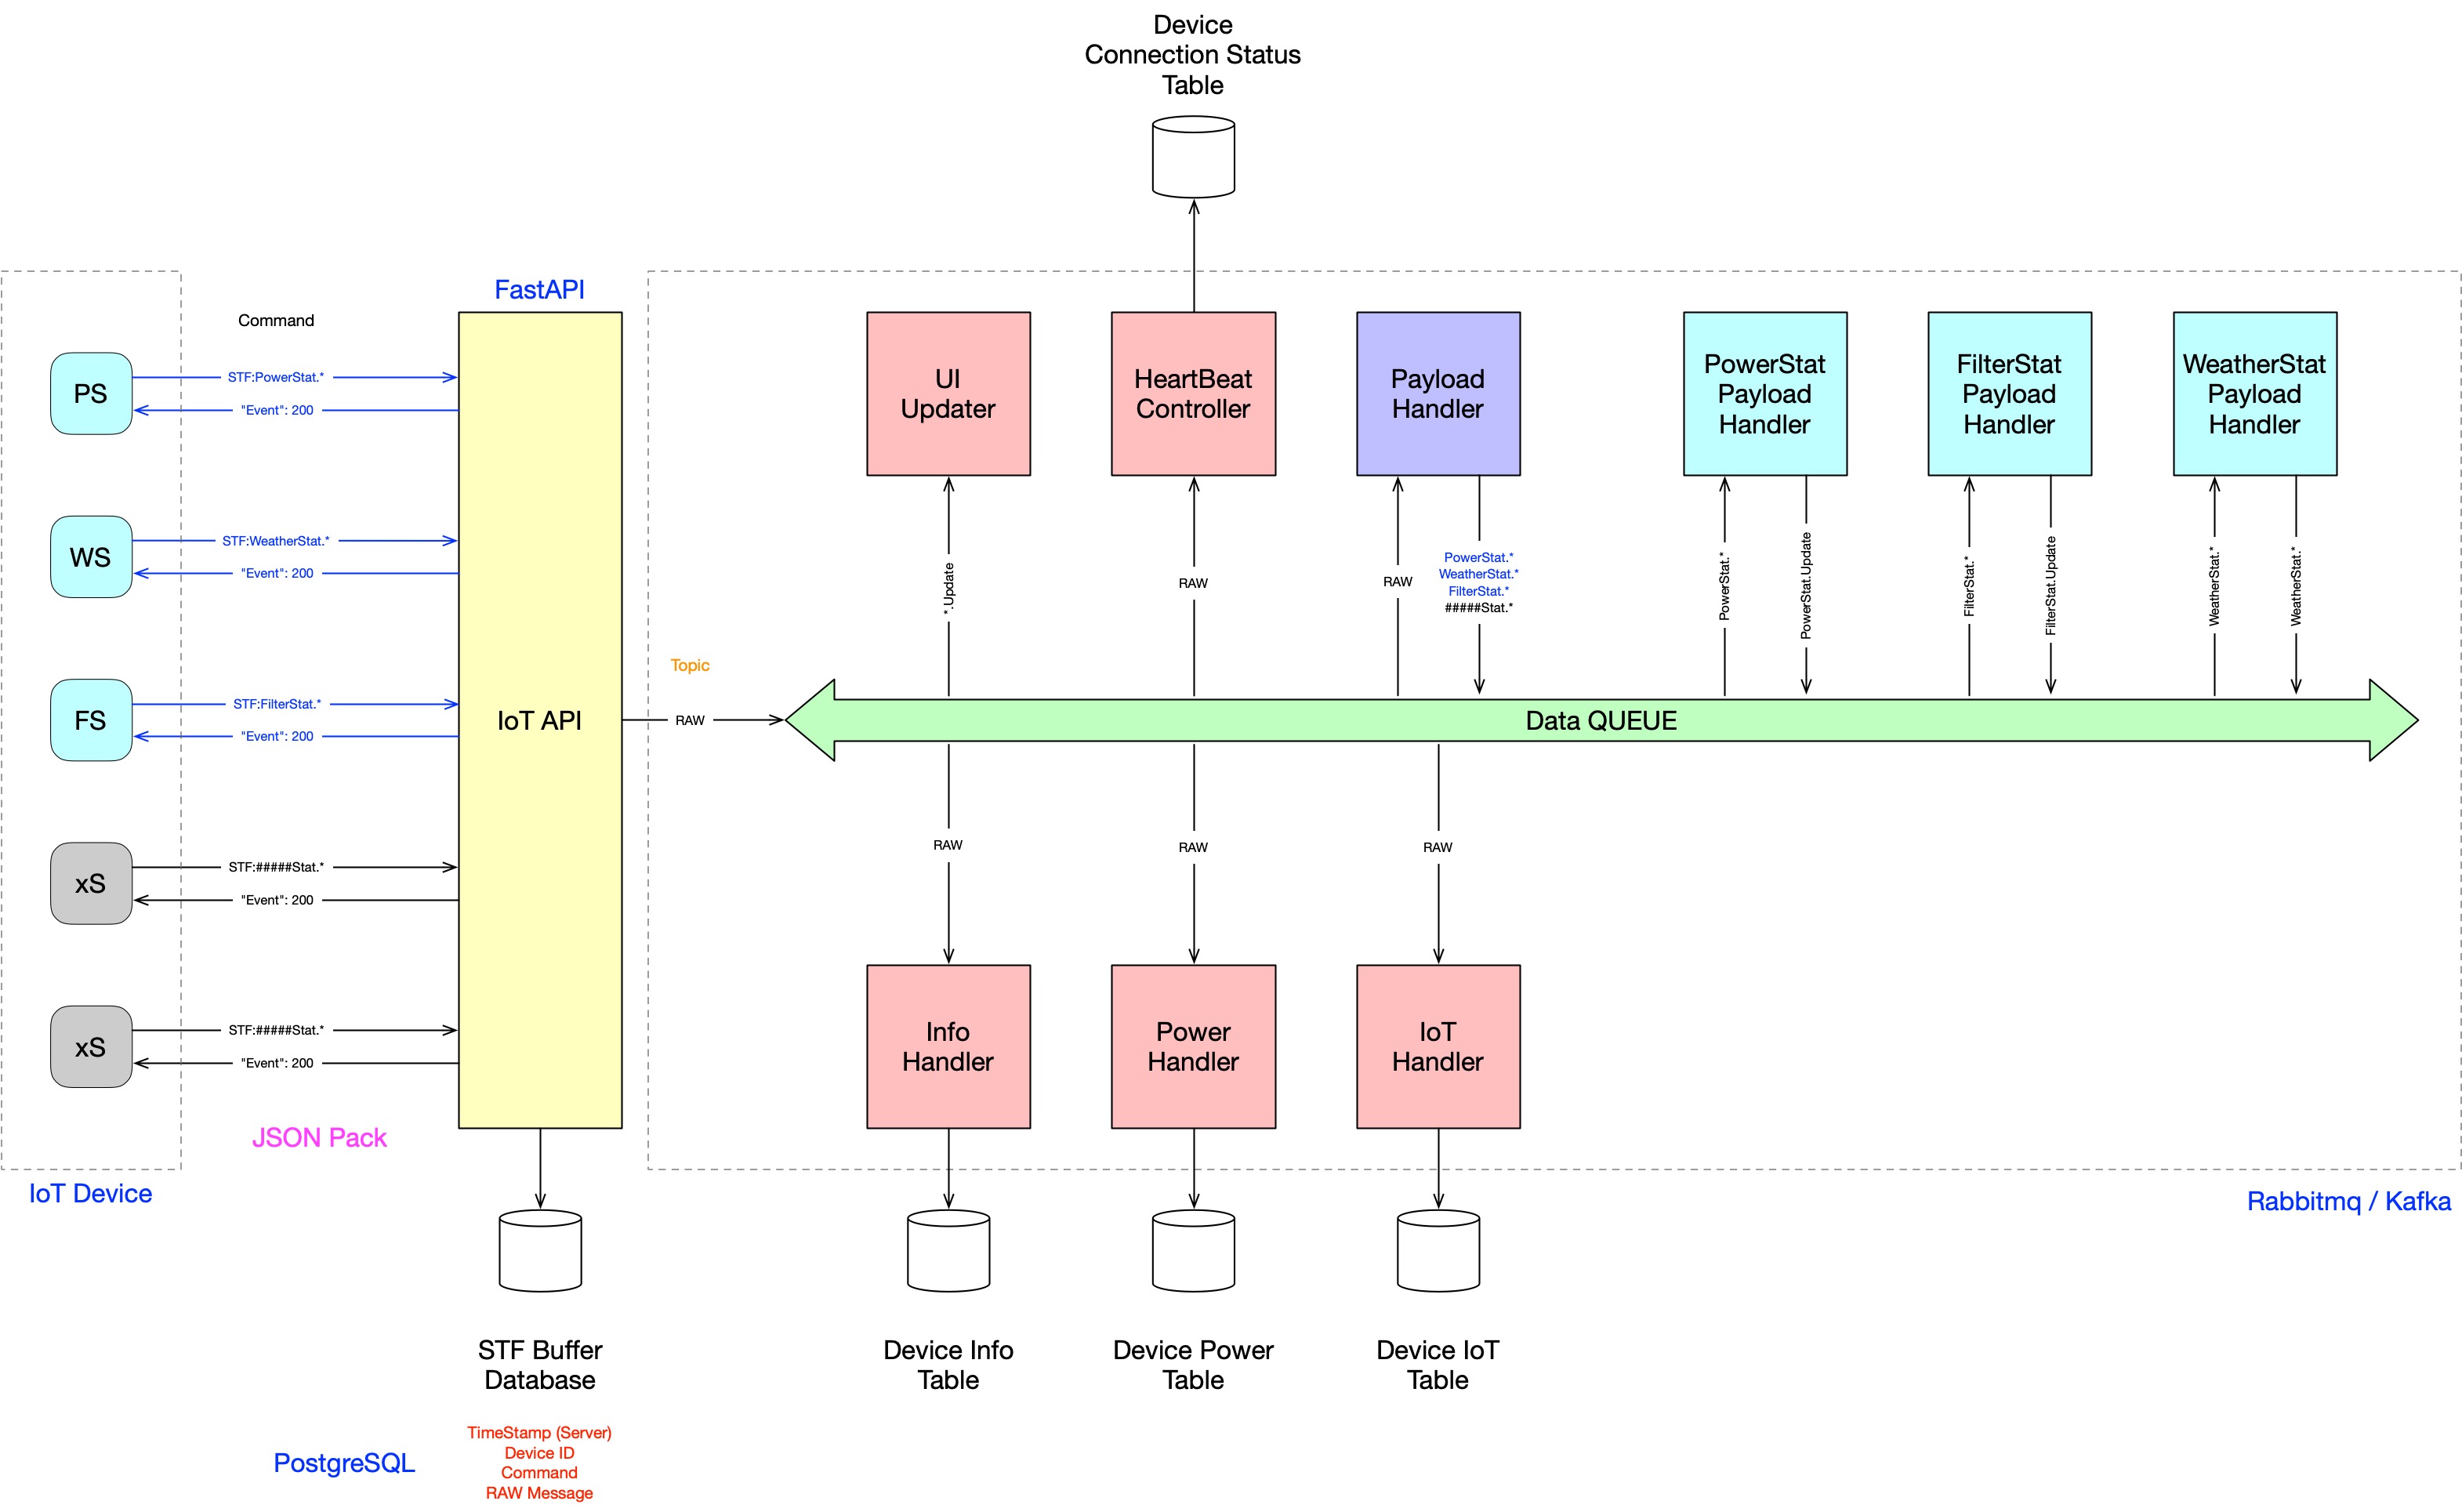 Device
Connection Status
Table
FastAPI
Command
PS
STF:PowerStat.*
"Event": 200
WS
STF:WeatherStat.*
"Event": 200
FS
STF:FilterStat.*
"Event": 200
xS
STF:#####Stat.*
"Event": 200
xS
STF:#####Stat.*
"Event": 200
JSON Pack
IoT Device
IoT API
Topic
RAW
UI
Updater
HeartBeat
Controller
Payload
Handler
PowerStat
Payload
Handler
FilterStat
Payload
Handler
WeatherStat
Payload
Handler
*.Update
RAW
RAW
PowerStat.*
WeatherStat.*
FilterStat.*
#####Stat.*
PowerStat.*
PowerStat.Update
FilterStat.*
FilterStat.Update
WeatherStat.*
WeatherStat.*
Data QUEUE
RAW
RAW
RAW
Info
Handler
Power
Handler
IoT
Handler
Rabbitmq / Kafka
STF Buffer
Database
Device Info
Table
Device Power
Table
Device IoT
Table
PostgreSQL
TimeStamp (Server)
Device ID
Command
RAW Message